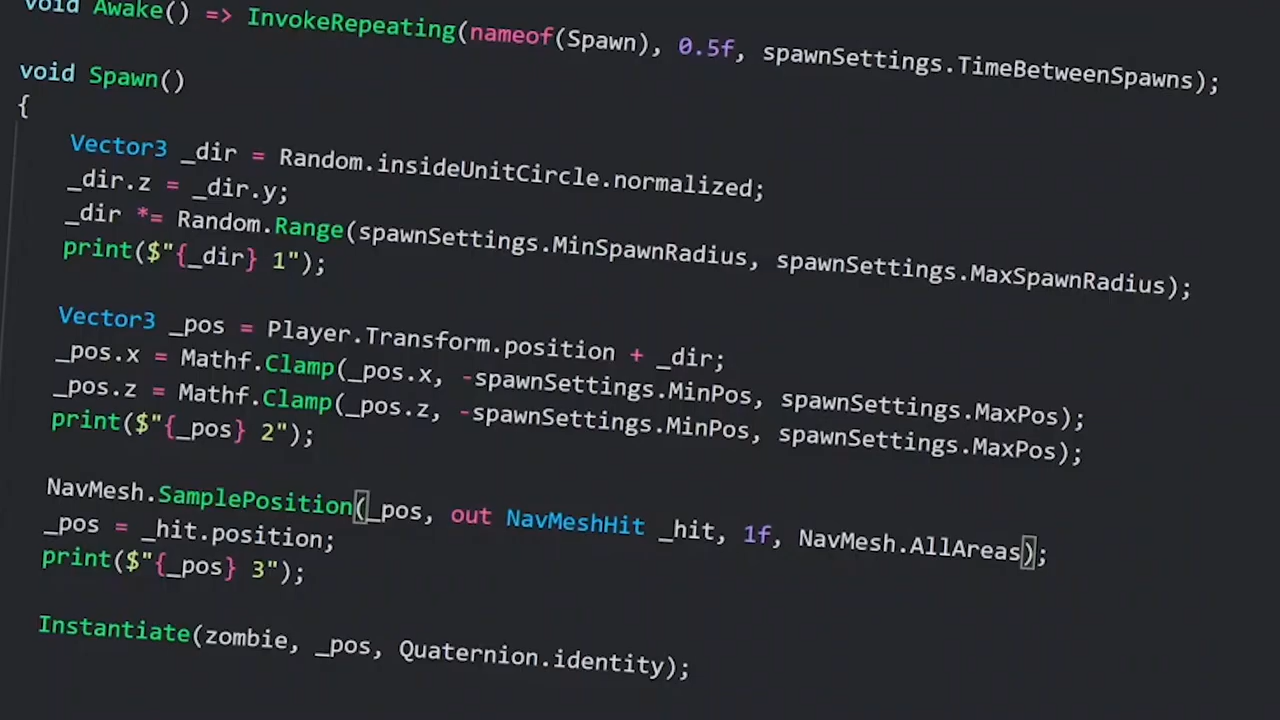 void Awake() => InvokeRepeating(nameof(Spawn), 0.5f, spawnSettings.TimeBetweenSpawns);
void Spawn()
{
Vector3 _dir = Random.insideUnitCircle.normalized;
_dir.z = _dir.y;
_dir *= Random.Range(spawnSettings.MinSpawnRadius, spawnSettings.MaxSpawnRadius);
print($"{_dir} 1");
Vector3 _pos = Player.Transform.position + _dir;
_pos.x = Mathf.Clamp(_pos.x, -spawnSettings.MinPos, spawnSettings.MaxPos);
_pos.z = Mathf.Clamp(_pos.z, -spawnSettings.MinPos, spawnSettings.MaxPos);
print($"{_pos} 2");
NavMesh.SamplePosition(_pos, out NavMeshHit _hit, 1f, NavMesh.AllAreas);
_pos = _hit.position;
print($"{_pos} 3");
Instantiate(zombie, _pos, Quaternion.identity);